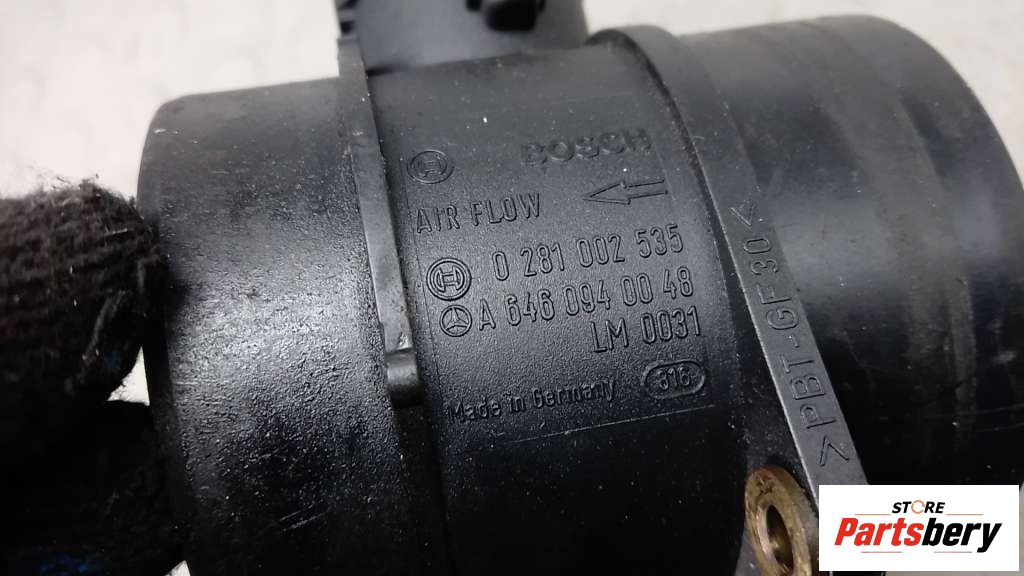 BOSCH
AIR FLOW
0 281 002 535
A 646 094 00 48
LM 0031
Made in Germany 316
>PBT-GF30<
STORE
Partsbery